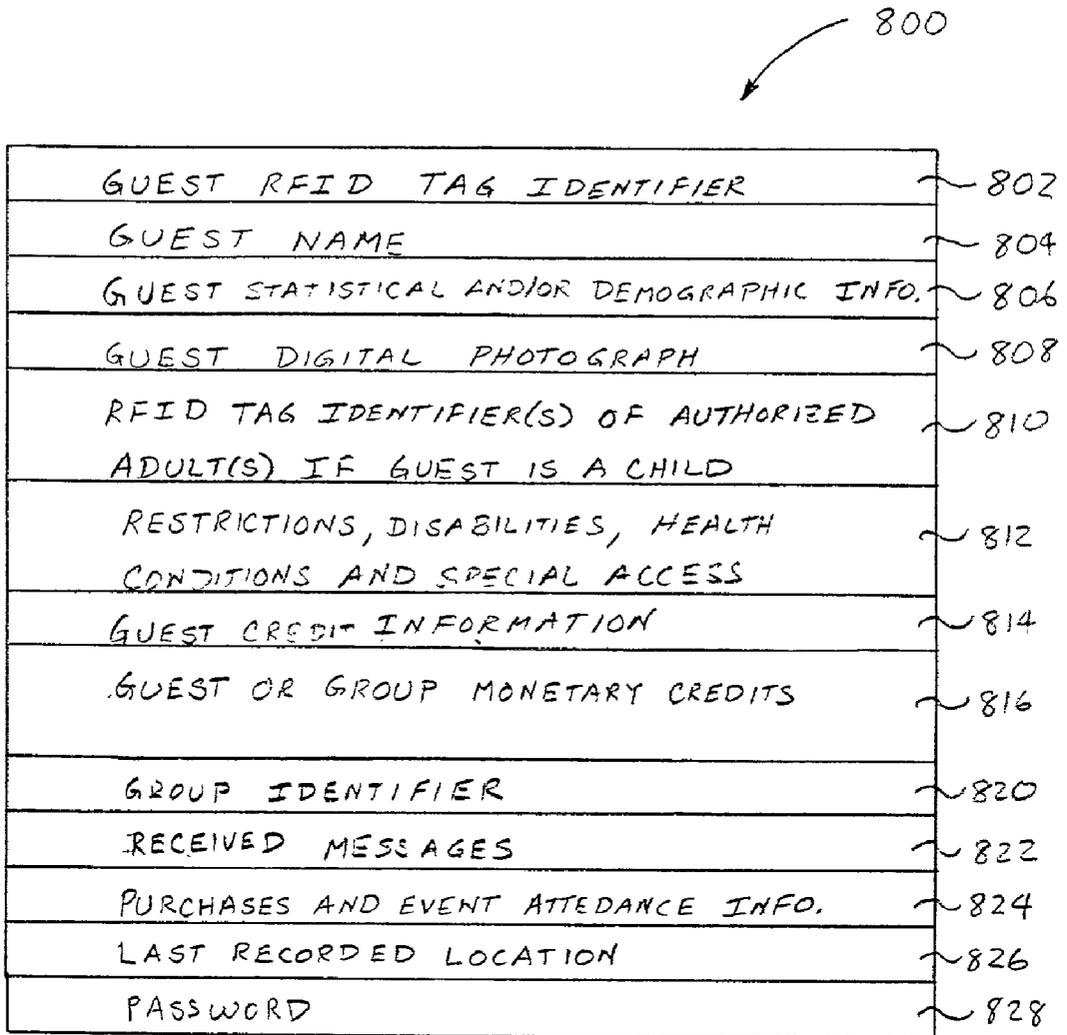 800
GUEST RFID TAG IDENTIFIER 802
GUEST NAME 804
GUEST STATISTICAL AND/OR DEMOGRAPHIC INFO. 806
GUEST DIGITAL PHOTOGRAPH 808
RFID TAG IDENTIFIER(S) OF AUTHORIZED 810
ADULT(S) IF GUEST IS A CHILD
RESTRICTIONS, DISABILITIES, HEALTH 812
CONDITIONS AND SPECIAL ACCESS
GUEST CREDIT INFORMATION 814
GUEST OR GROUP MONETARY CREDITS 816
GROUP IDENTIFIER 820
RECEIVED MESSAGES 822
PURCHASES AND EVENT ATTEDANCE INFO. 824
LAST RECORDED LOCATION 826
PASSWORD 828